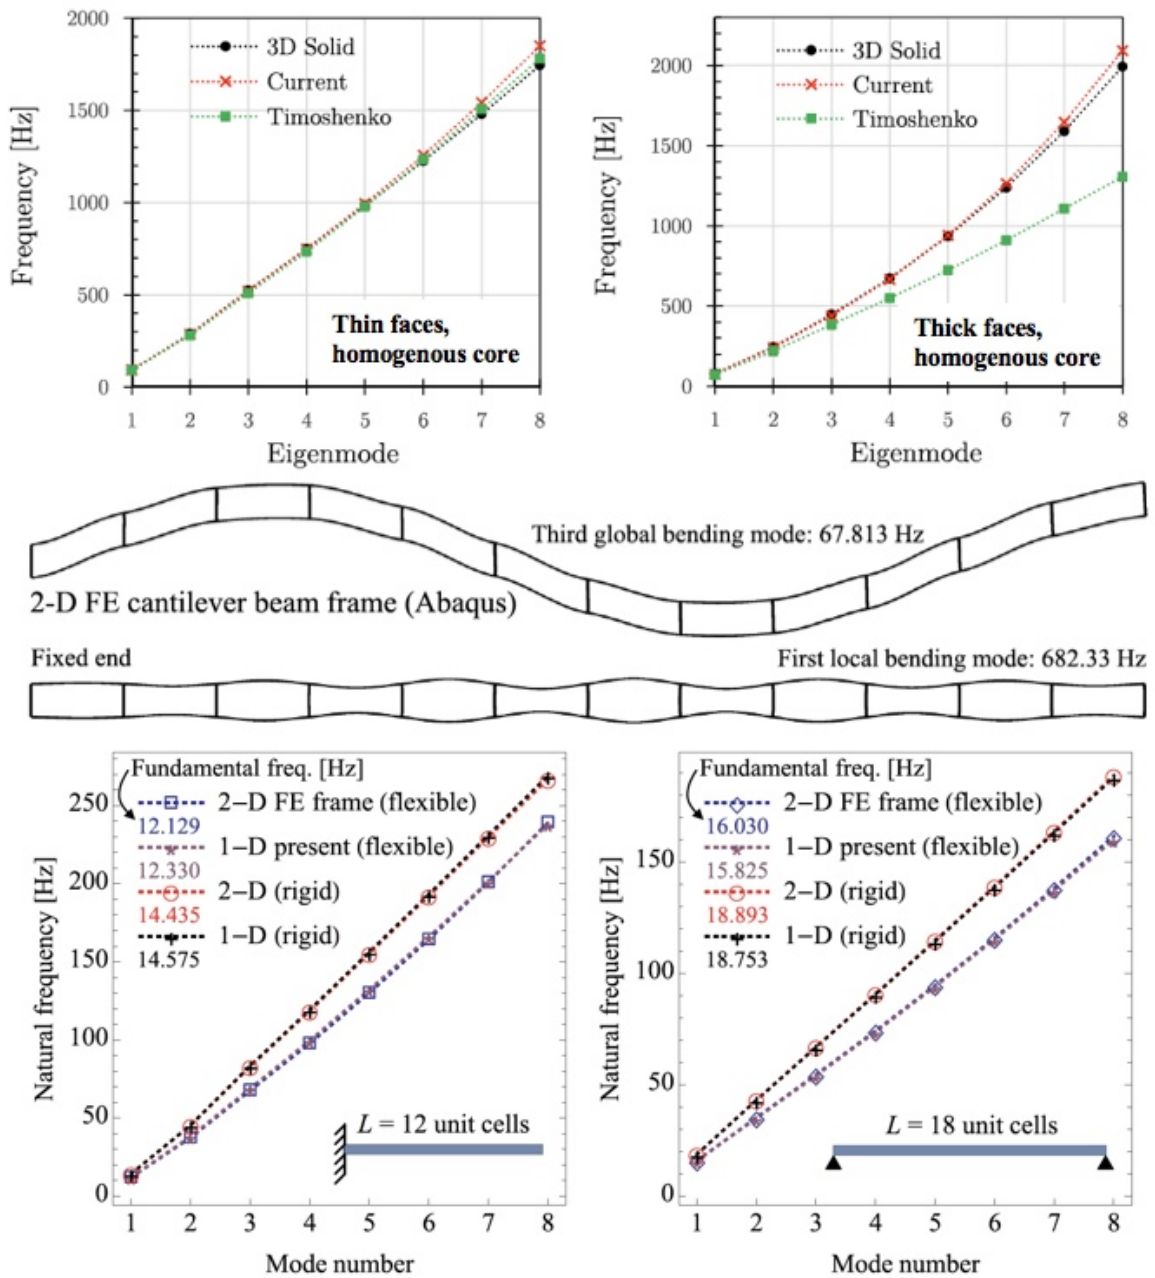 2000
1500
1000
500
0
Frequency [Hz]
3D Solid
Current
Timoshenko
Thin faces,
homogenous core
1 2 3 4 5 6 7 8
Eigenmode
2000
1500
1000
500
0
Frequency [Hz]
3D Solid
Current
Timoshenko
Thick faces,
homogenous core
1 2 3 4 5 6 7 8
Eigenmode
Third global bending mode: 67.813 Hz
2-D FE cantilever beam frame (Abaqus)
Fixed end
First local bending mode: 682.33 Hz
Fundamental freq. [Hz]
2−D FE frame (flexible)
12.129
1−D present (flexible)
12.330
2−D (rigid)
14.435
1−D (rigid)
14.575
250
200
150
100
50
0
Natural frequency [Hz]
L = 12 unit cells
1 2 3 4 5 6 7 8
Mode number
Fundamental freq. [Hz]
2−D FE frame (flexible)
16.030
1−D present (flexible)
15.825
2−D (rigid)
18.893
1−D (rigid)
18.753
150
100
50
0
Natural frequency [Hz]
L = 18 unit cells
1 2 3 4 5 6 7 8
Mode number